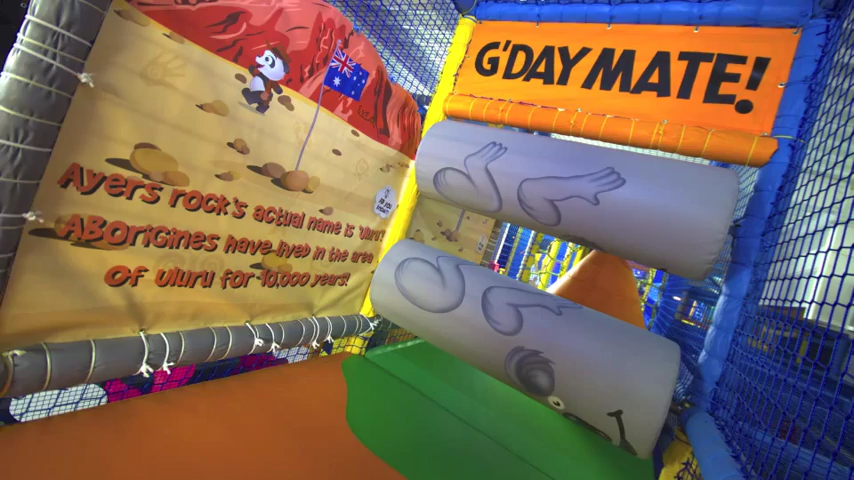 G'DAY MATE!
Ayers rock's actual name is 'uluru'
ABOrigines have lived in the area
Of uluru for 10,000 years!